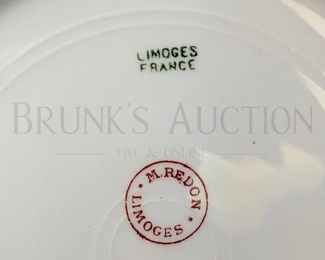 LIMOGES
FRANCE
BRUNK'S AUCTION
LIVE & ONLINE
• M. REDON •
LIMOGES